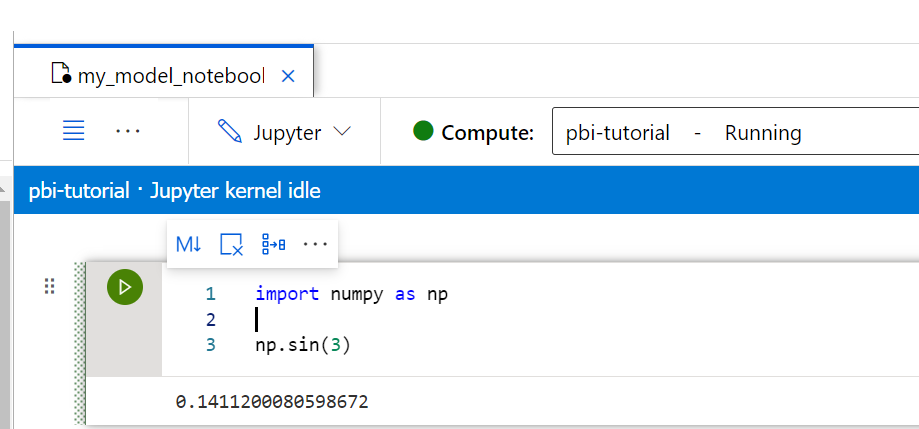 my_model_notebool
Jupyter
Compute:
pbi-tutorial - Running
pbi-tutorial · Jupyter kernel idle
M↓
1 import numpy as np
2
3 np.sin(3)
0.1411200080598672